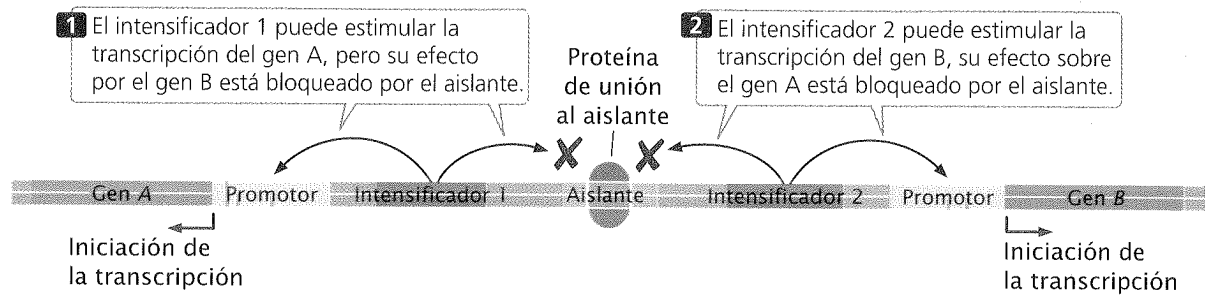 1 El intensificador 1 puede estimular la
transcripción del gen A, pero su efecto
por el gen B está bloqueado por el aislante.
Proteína
de unión
al aislante
2 El intensificador 2 puede estimular la
transcripción del gen B, su efecto sobre
el gen A está bloqueado por el aislante.
Gen A Promotor Intensificador 1 Aislante Intensificador 2 Promotor Gen B
Iniciación de
la transcripción
Iniciación de
la transcripción